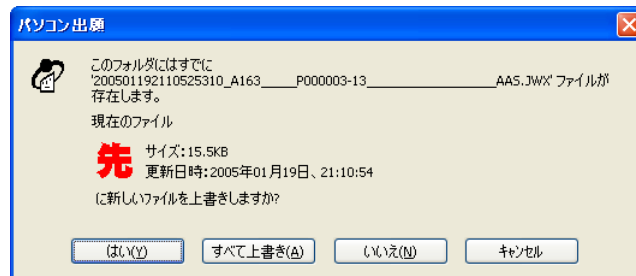 パソコン出願
このフォルダにはすでに
'200501192110525310_A163_____P000003-13__________________AAS.JWX' ファイルが
存在します。
現在のファイル
先
サイズ:15.5KB
更新日時:2005年01月19日、21:10:54
に新しいファイルを上書きしますか?
はい(Y)
すべて上書き(A)
いいえ(N)
キャンセル